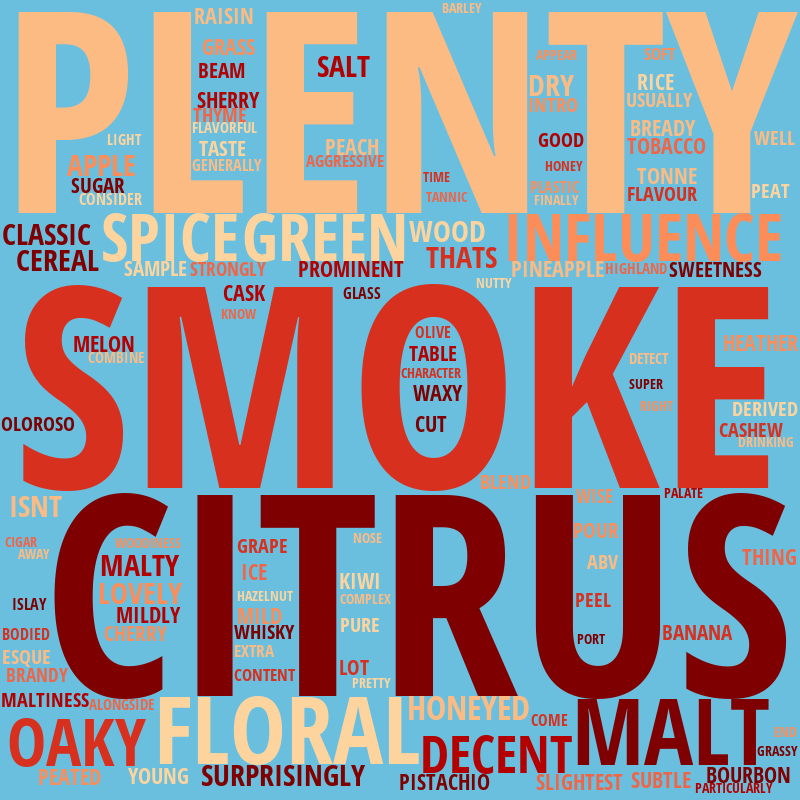 BARLEY
RAISIN
PLENTY
GRASS
APPEAR
SOFT
SALT
BEAM
DRY
RICE
SHERRY
USUALLY
INTRO
THYME
FLAVORFUL
BREADY
LIGHT
TASTE
PEACH
GOOD
TOBACCO
WELL
AGGRESSIVE
APPLE
GENERALLY
HONEY
TIME
TONNE
SUGAR
PLASTIC
PEAT
CONSIDER
TANNIC
FINALLY
FLAVOUR
CLASSIC
SPICE
GREEN
WOOD
INFLUENCE
CEREAL
THATS
SAMPLE
STRONGLY
PROMINENT
PINEAPPLE
HIGHLAND
SWEETNESS
NUTTY
CASK
GLASS
KNOW
SMOKE
OLIVE
MELON
TABLE
HEATHER
COMBINE
DETECT
CHARACTER
SUPER
WAXY
RIGHT
DERIVED
OLOROSO
CUT
CASHEW
DRINKING
BLEND
WISE
PALATE
ISNT
CITRUS
POUR
CIGAR
WOODINESS
GRAPE
NOSE
AWAY
MALTY
ICE
KIWI
ABV
THING
LOVELY
HAZELNUT
COMPLEX
PEEL
ISLAY
MILDLY
MILD
BODIED
CHERRY
WHISKY
PURE
PORT
BANANA
ESQUE
EXTRA
BRANDY
CONTENT
LOT
PRETTY
MALTINESS
ALONGSIDE
FLORAL
HONEYED
COME
MALT
OAKY
END
DECENT
GRASSY
PEATED
YOUNG
SURPRISINGLY
PISTACHIO
SLIGHTEST
SUBTLE
BOURBON
PARTICULARLY